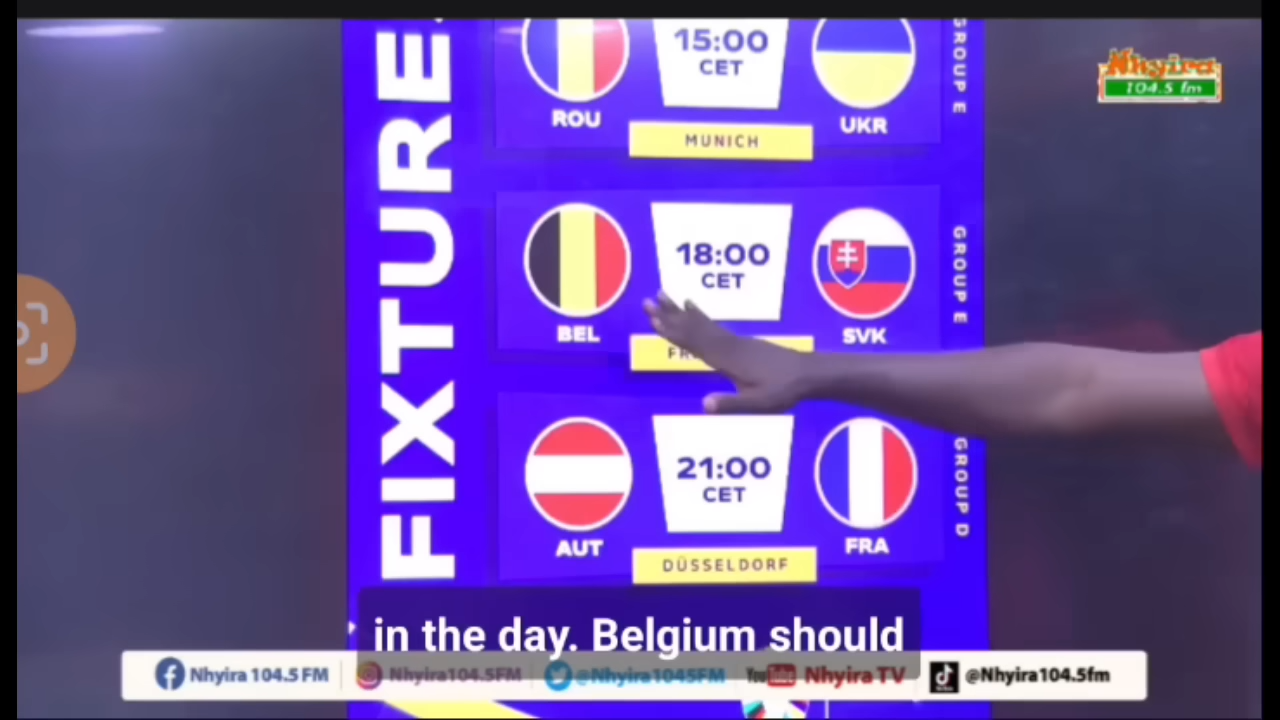 FIXTURE
15:00
CET
ROU
UKR
MUNICH
GROUP E
Nhyira
104.5 fm
18:00
CET
BEL
SVK
GROUP E
21:00
CET
AUT
FRA
DÜSSELDORF
GROUP D
in the day. Belgium should
Nhyira 104.5 FM
Nhyira104.5FM
@Nhyira1045FM
YouTube Nhyira TV
@Nhyira104.5fm